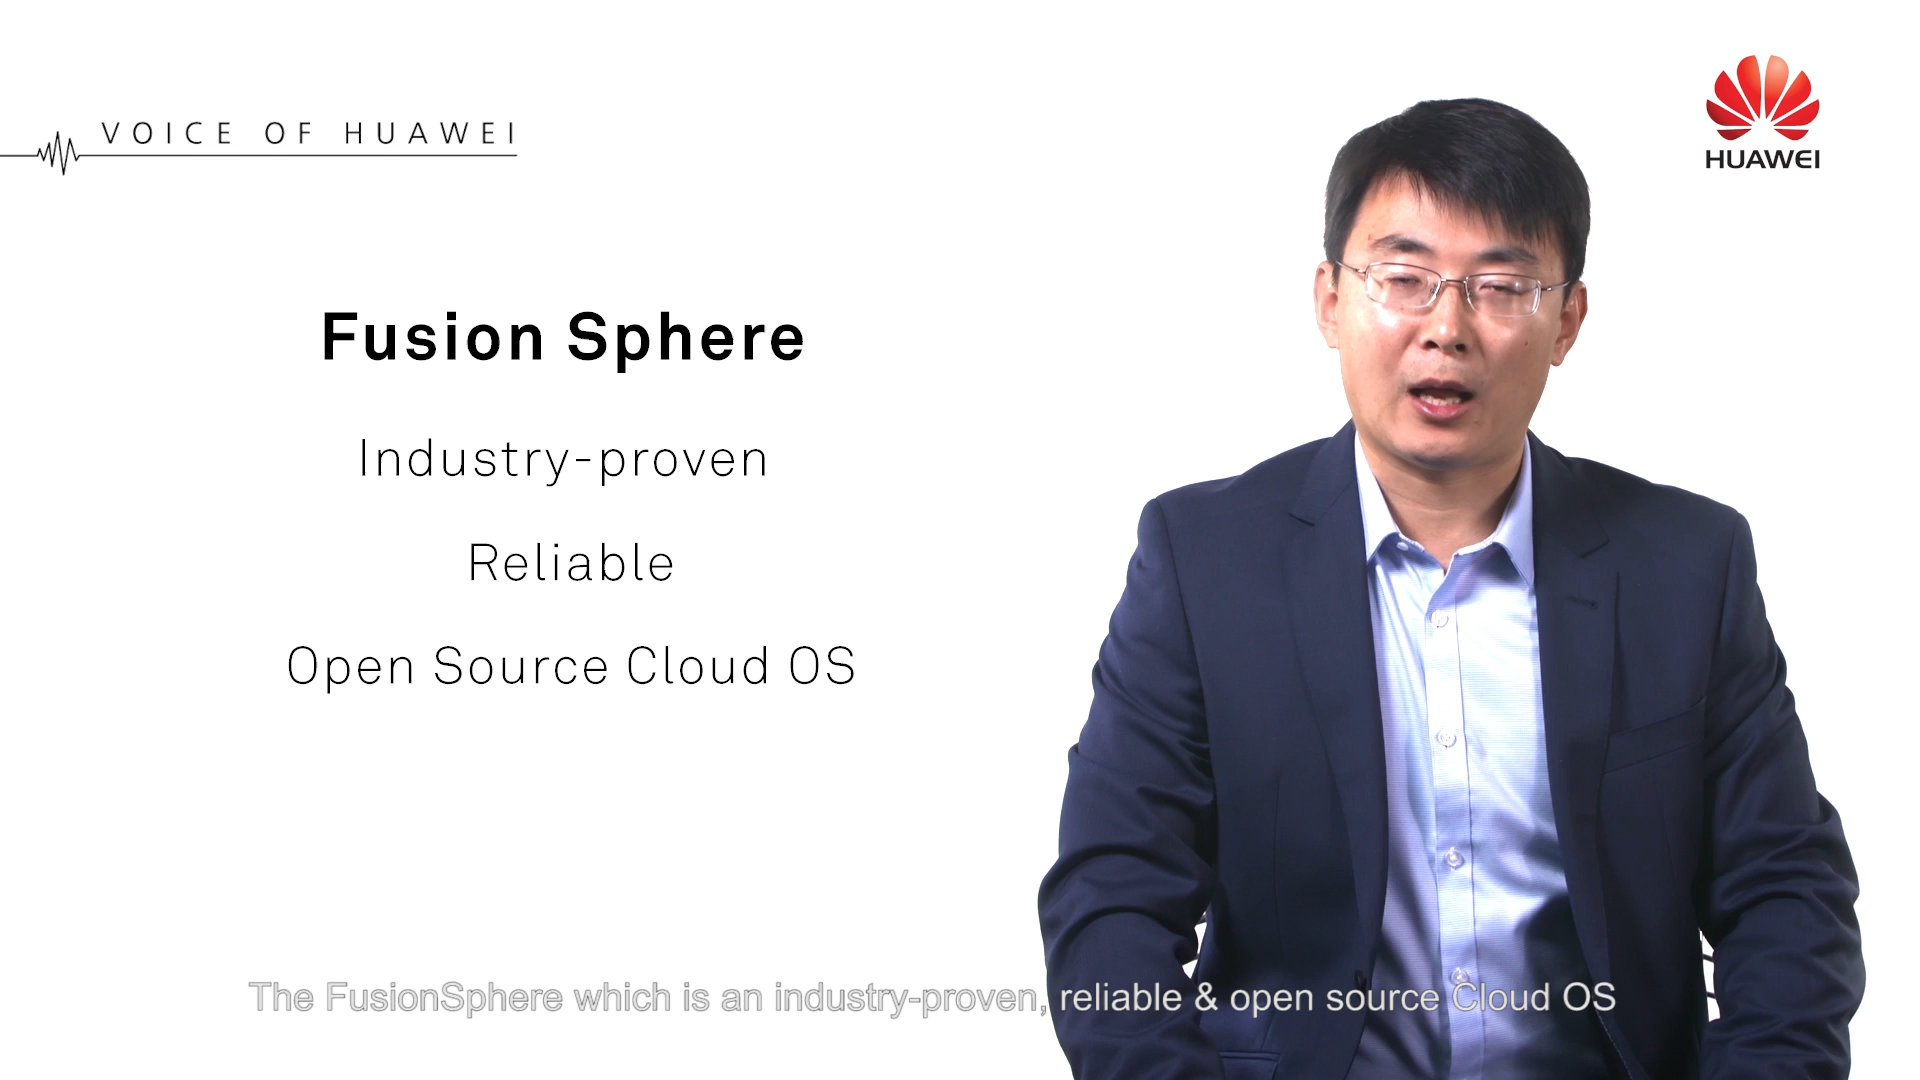 VOICE OF HUAWEI
HUAWEI
Fusion Sphere
Industry-proven
Reliable
Open Source Cloud OS
The FusionSphere which is an industry-proven, reliable & open source Cloud OS